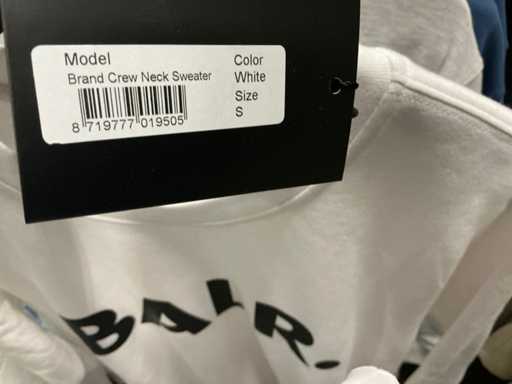 Model
Brand Crew Neck Sweater
8 719777 019505
Color
White
Size
S
BALR.